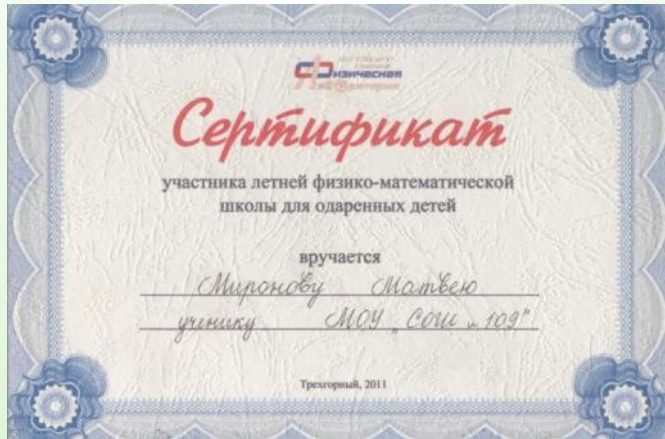 Физическая
Сертификат
участника летней физико-математической
школы для одаренных детей
вручается
Миронову Матвею
ученику МОУ „СОШ № 109"
Трехгорный, 2011